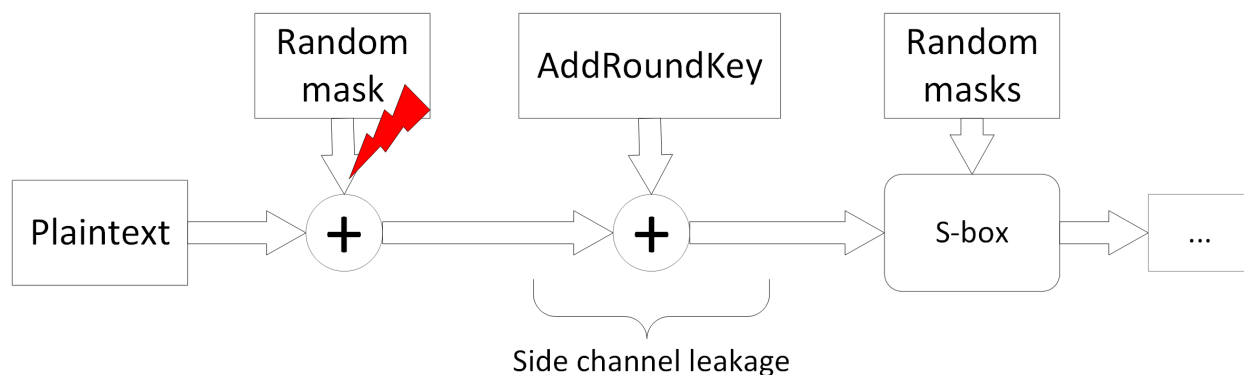 Random
mask
AddRoundKey
Random
masks
Plaintext
+
+
S-box
...
Side channel leakage